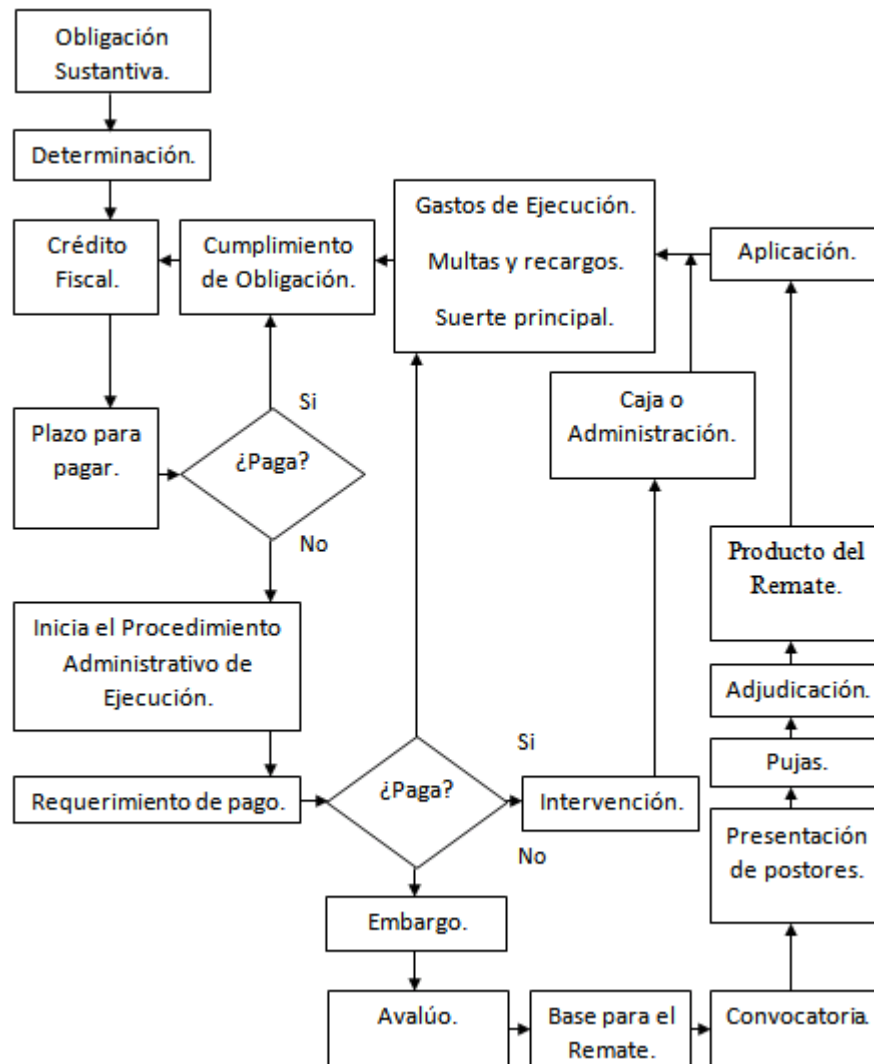 Obligación
Sustantiva.
Determinación.
Crédito
Fiscal.
Cumplimiento
de Obligación.
Gastos de Ejecución.
Multas y recargos.
Suerte principal.
Aplicación.
Plazo para
pagar.
¿Paga?
Si
No
Caja o
Administración.
Producto del
Remate.
Inicia el Procedimiento
Administrativo de
Ejecución.
Adjudicación.
Requerimiento de pago.
¿Paga?
Si
No
Intervención.
Pujas.
Presentación
de postores.
Embargo.
Avalúo.
Base para el
Remate.
Convocatoria.